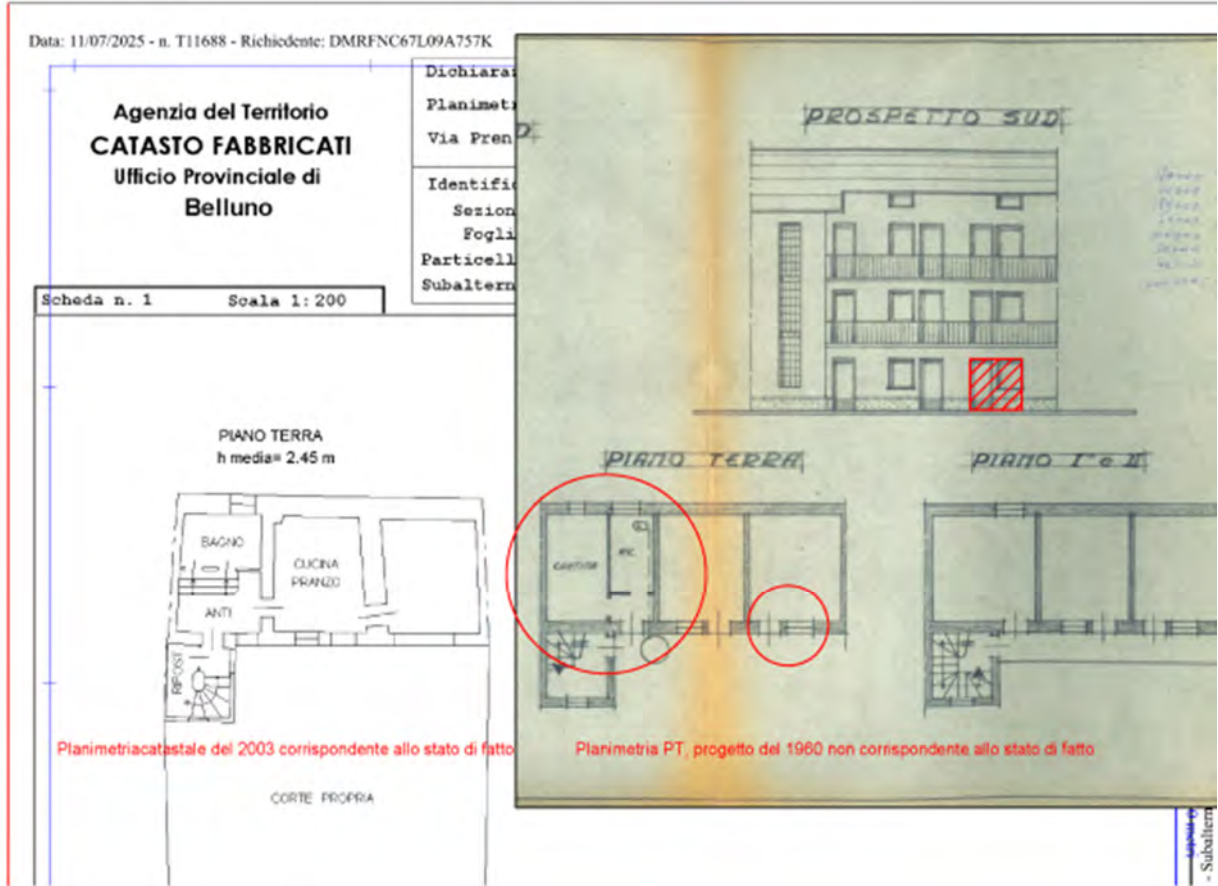 Data: 11/07/2025 - n. T11688 - Richiedente: DMRFNC67L09A757K
Agenzia del Territorio
CATASTO FABBRICATI
Ufficio Provinciale di
Belluno
Dichiara
Planimet
Via Pren
Identific
Sezion
Fogli
Particell
Subaltern
Scheda n. 1 Scala 1:200
PIANO TERRA
h media= 2.45 m
BAGNO
CUCINA
PRANZO
ANTI
RIPOST
Planimetriacatastale del 2003 corrispondente allo stato di fatto
CORTE PROPRIA
PROSPETTO SUD
PIANO TERRA
PIANO I° e II
CANTINA
WC
Planimetria PT, progetto del 1960 non corrispondente allo stato di fatto
- Subaltern